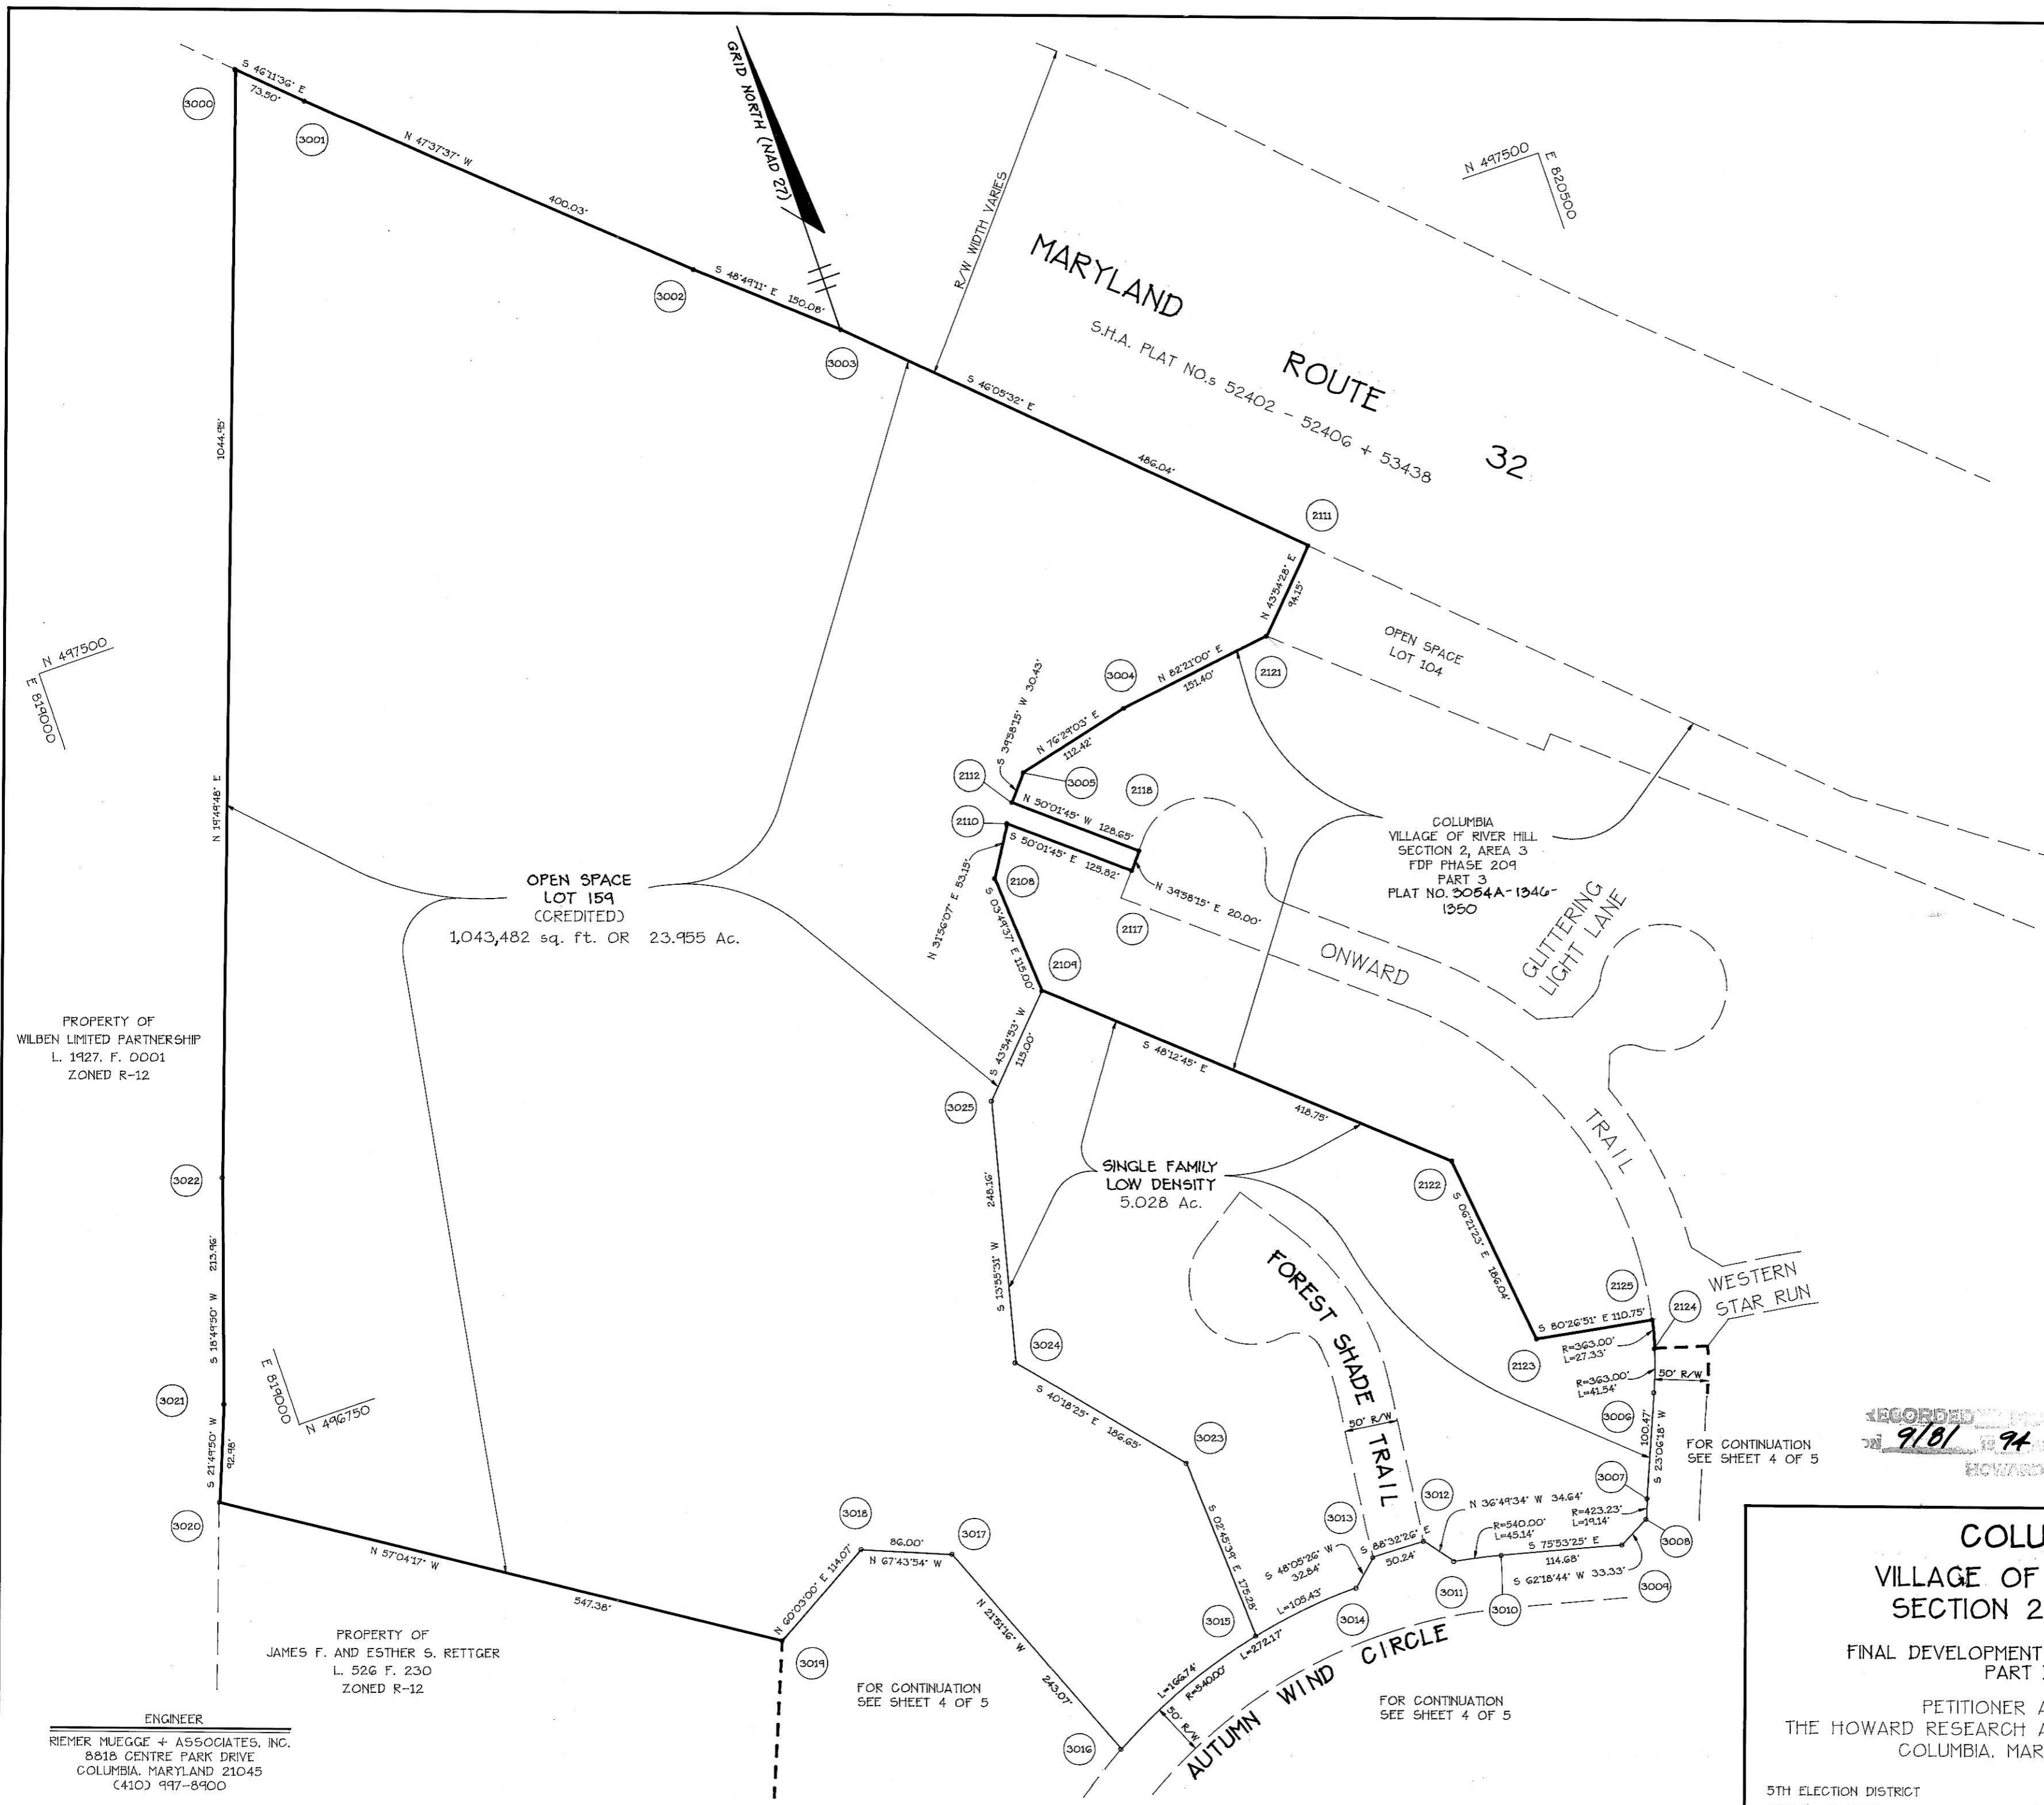 S 46°11'36" E
73.50'
3000
3001
N 47°37'37" W
400.03'
GRID NORTH (NAD 27)
3002
S 48°49'11" E 150.08'
3003
R/W WIDTH VARIES
N 497500
E 820500
MARYLAND
ROUTE
32
S.H.A. PLAT NO.s 52402 - 52406 + 53438
S 46°05'32" E
486.04'
2111
N 43°54'28" E
94.15'
OPEN SPACE
LOT 104
2121
N 82°21'00" E
151.40'
3004
N 76°29'03" E
112.42'
S 39°58'15" W 30.43'
3005
2112
2118
N 50°01'45" W 128.65'
2110
S 50°01'45" E 125.82'
N 39°58'15" E 20.00'
2117
N 31°56'07" E 53.15'
2108
S 03°49'37" E 115.00'
2109
1044.95'
N 19°49'48" E
N 497500
E 819000
OPEN SPACE
LOT 159
(CREDITED)
1,043,482 sq. ft. OR 23.955 Ac.
COLUMBIA
VILLAGE OF RIVER HILL
SECTION 2, AREA 3
FDP PHASE 209
PART 3
PLAT NO. 3054A-1346-
1350
GLITTERING
LIGHT LANE
ONWARD
TRAIL
PROPERTY OF
WILBEN LIMITED PARTNERSHIP
L. 1927, F. 0001
ZONED R-12
S 43°54'53" W
115.00'
3025
S 48°12'45" E
418.75'
SINGLE FAMILY
LOW DENSITY
5.028 Ac.
2122
S 06°21'23" E 186.04'
3022
S 18°49'50" W 213.96'
248.16'
S 13°55'31" W
FOREST SHADE TRAIL
50' R/W
2125
2124
WESTERN
STAR RUN
S 80°26'51" E 110.75'
2123
R=363.00'
L=27.33'
R=363.00'
L=41.54'
50' R/W
3006
3024
E 819000
N 496750
3021
S 21°49'50" W
92.98'
S 40°18'25" E 186.65'
3023
100.47'
S 23°06'18" W
FOR CONTINUATION
SEE SHEET 4 OF 5
RECORDED
ON 9/81 94
HOWARD
3007
R=423.23'
L=19.14'
3008
3020
N 57°04'17" W
547.38'
3018
86.00'
N 67°43'54" W
3017
N 60°03'00" E 114.07'
3019
S 02°45'39" E 175.28'
3013
3012
N 36°49'34" W 34.64'
R=540.00'
L=45.14'
S 88°32'26" E
50.24'
S 75°53'25" E
114.68'
S 62°18'44" W 33.33'
3009
3011
3010
S 48°05'26" W
32.84'
L=105.43'
3014
3015
L=272.17'
L=166.74'
R=540.00'
N 21°51'16" W
243.07'
3016
50' R/W
AUTUMN WIND CIRCLE
FOR CONTINUATION
SEE SHEET 4 OF 5
FOR CONTINUATION
SEE SHEET 4 OF 5
PROPERTY OF
JAMES F. AND ESTHER S. RETTGER
L. 526 F. 230
ZONED R-12
ENGINEER
RIEMER MUEGGE + ASSOCIATES, INC.
8818 CENTRE PARK DRIVE
COLUMBIA, MARYLAND 21045
(410) 997-8900
COLU
VILLAGE OF
SECTION 2
FINAL DEVELOPMENT
PART
PETITIONER A
THE HOWARD RESEARCH A
COLUMBIA, MAR
5TH ELECTION DISTRICT